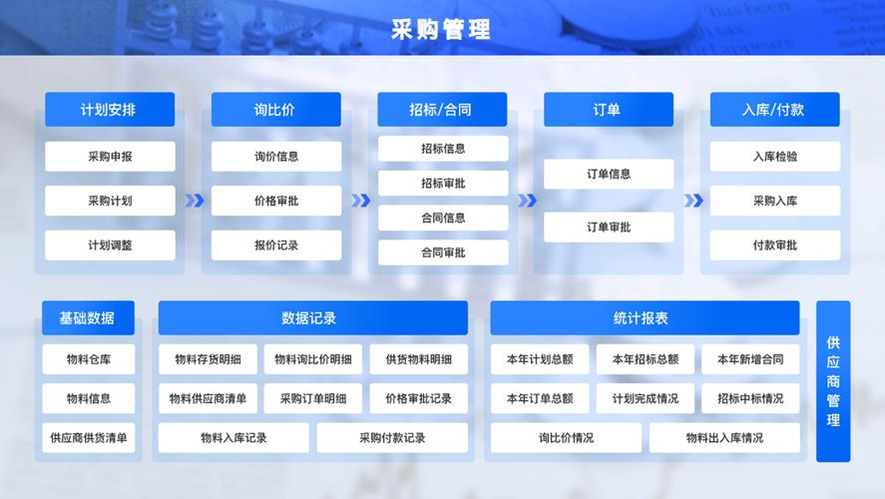 采购管理
计划安排
询比价
招标/合同
订单
入库/付款
采购申报
采购计划
计划调整
询价信息
价格审批
报价记录
招标信息
招标审批
合同信息
合同审批
订单信息
订单审批
入库检验
采购入库
付款审批
基础数据
物料仓库
物料信息
供应商供货清单
数据记录
物料存货明细
物料询比价明细
供货物料明细
物料供应商清单
采购订单明细
价格审批记录
物料入库记录
采购付款记录
统计报表
本年计划总额
本年招标总额
本年新增合同
本年订单总额
计划完成情况
招标中标情况
询比价情况
物料出入库情况
供应商管理
has been